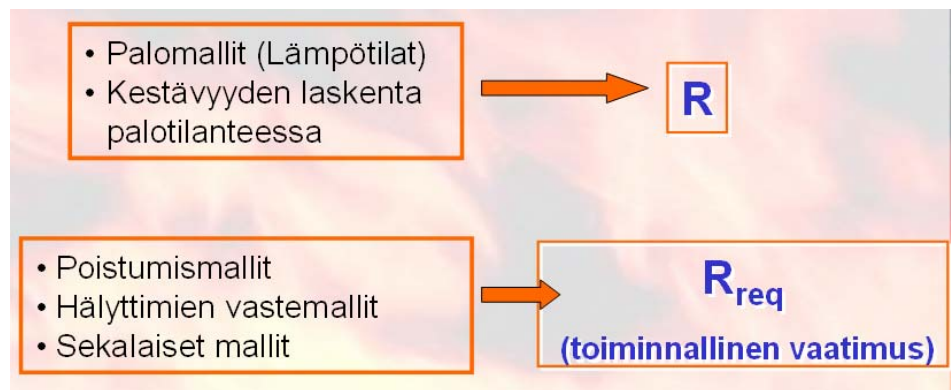 • Palomallit (Lämpötilat)
• Kestävyyden laskenta
palotilanteessa
R
• Poistumismallit
• Hälyttimien vastemallit
• Sekalaiset mallit
Rreq
(toiminnallinen vaatimus)